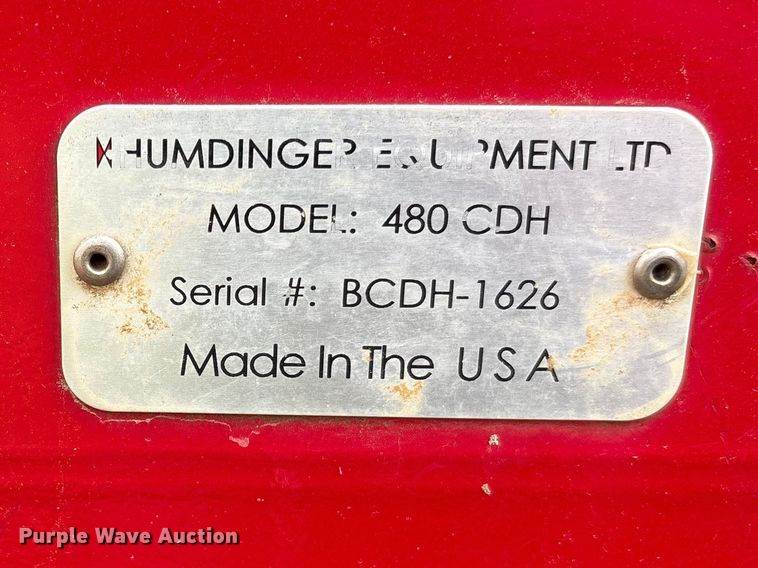 HUMDINGER EQUIPMENT LTD
MODEL: 480 CDH
Serial #: BCDH-1626
Made In The USA
Purple Wave Auction